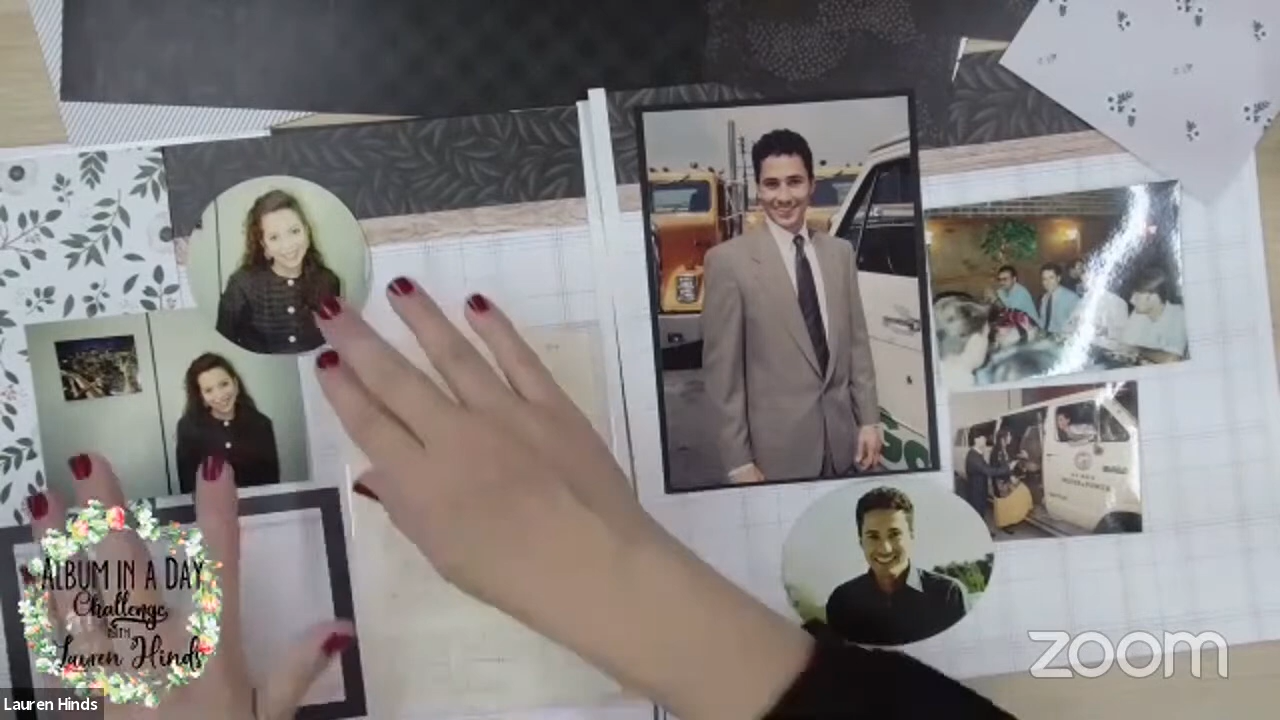 ALBUM IN A DAY
Challenge
WITH
Lauren Hinds
Lauren Hinds
zoom